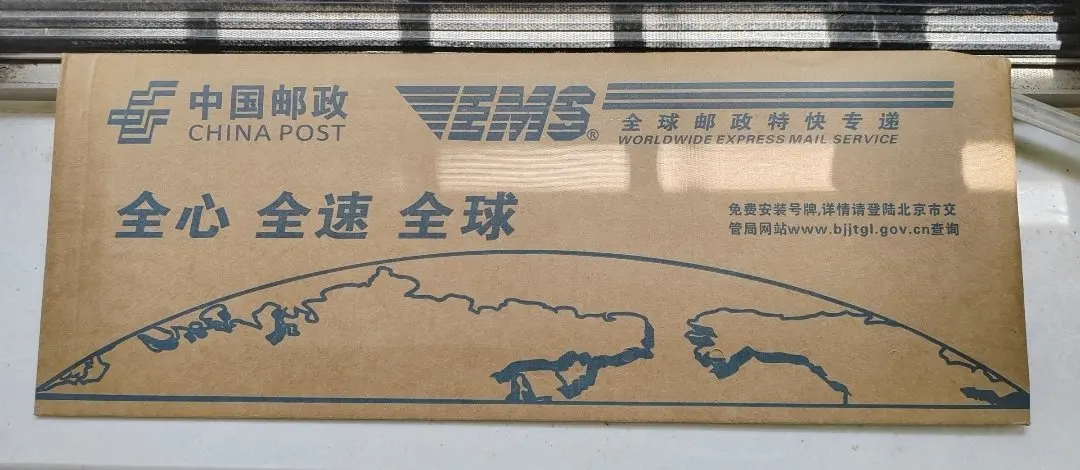 中国邮政
CHINA POST
EMS®
全球邮政特快专递
WORLDWIDE EXPRESS MAIL SERVICE
全心 全速 全球
免费安装号牌,详情请登陆北京市交
管局网站www.bjjtgl.gov.cn查询